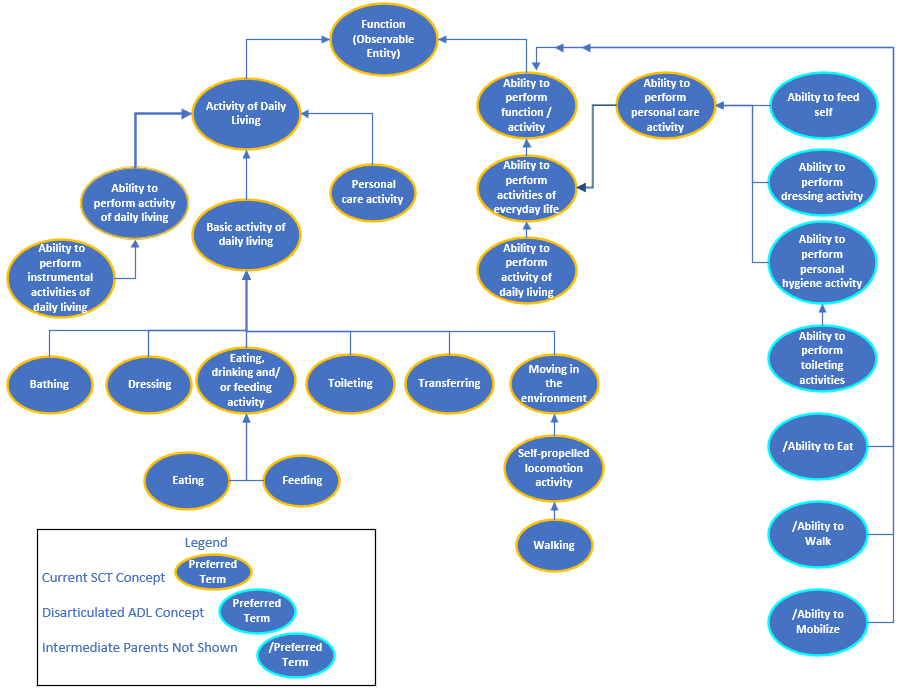 Function
(Observable
Entity)
Activity of Daily
Living
Ability to
perform
function /
activity
Ability to
perform
personal care
activity
Ability to feed
self
Ability to
perform activity
of daily living
Personal
care activity
Ability to
perform
activities of
everyday life
Ability to
perform
dressing activity
Basic activity of
daily living
Ability to
perform
instrumental
activities of
daily living
Ability to
perform
activity of
daily living
Ability to
perform
personal
hygiene activity
Bathing
Dressing
Eating,
drinking and/
or feeding
activity
Toileting
Transferring
Moving in
the
environment
Ability to
perform
toileting
activities
Eating
Feeding
Self-propelled
locomotion
activity
/Ability to Eat
Walking
/Ability to
Walk
/Ability to
Mobilize
Legend
Current SCT Concept
Preferred
Term
Disarticulated ADL Concept
Preferred
Term
Intermediate Parents Not Shown
/Preferred
Term